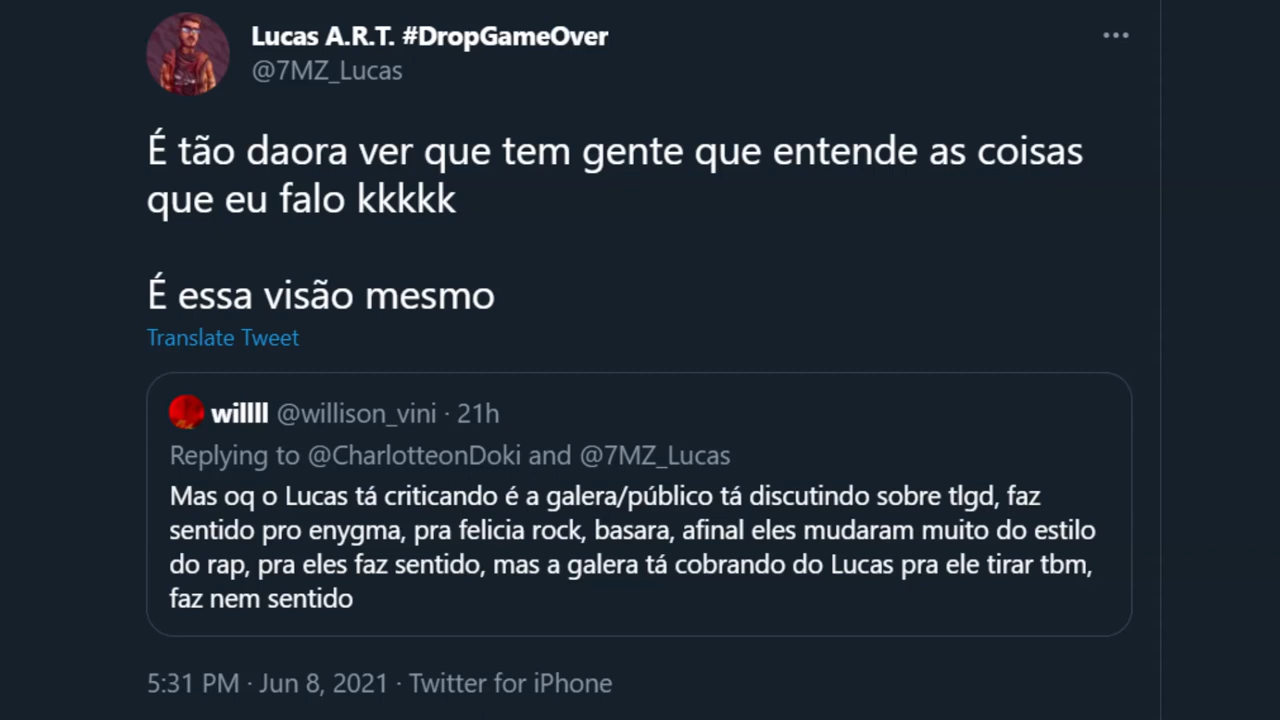 Lucas A.R.T. #DropGameOver
@7MZ_Lucas
É tão daora ver que tem gente que entende as coisas
que eu falo kkkkk
É essa visão mesmo
Translate Tweet
willll @willison_vini · 21h
Replying to @CharlotteonDoki and @7MZ_Lucas
Mas oq o Lucas tá criticando é a galera/público tá discutindo sobre tlgd, faz
sentido pro enygma, pra felicia rock, basara, afinal eles mudaram muito do estilo
do rap, pra eles faz sentido, mas a galera tá cobrando do Lucas pra ele tirar tbm,
faz nem sentido
5:31 PM · Jun 8, 2021 · Twitter for iPhone